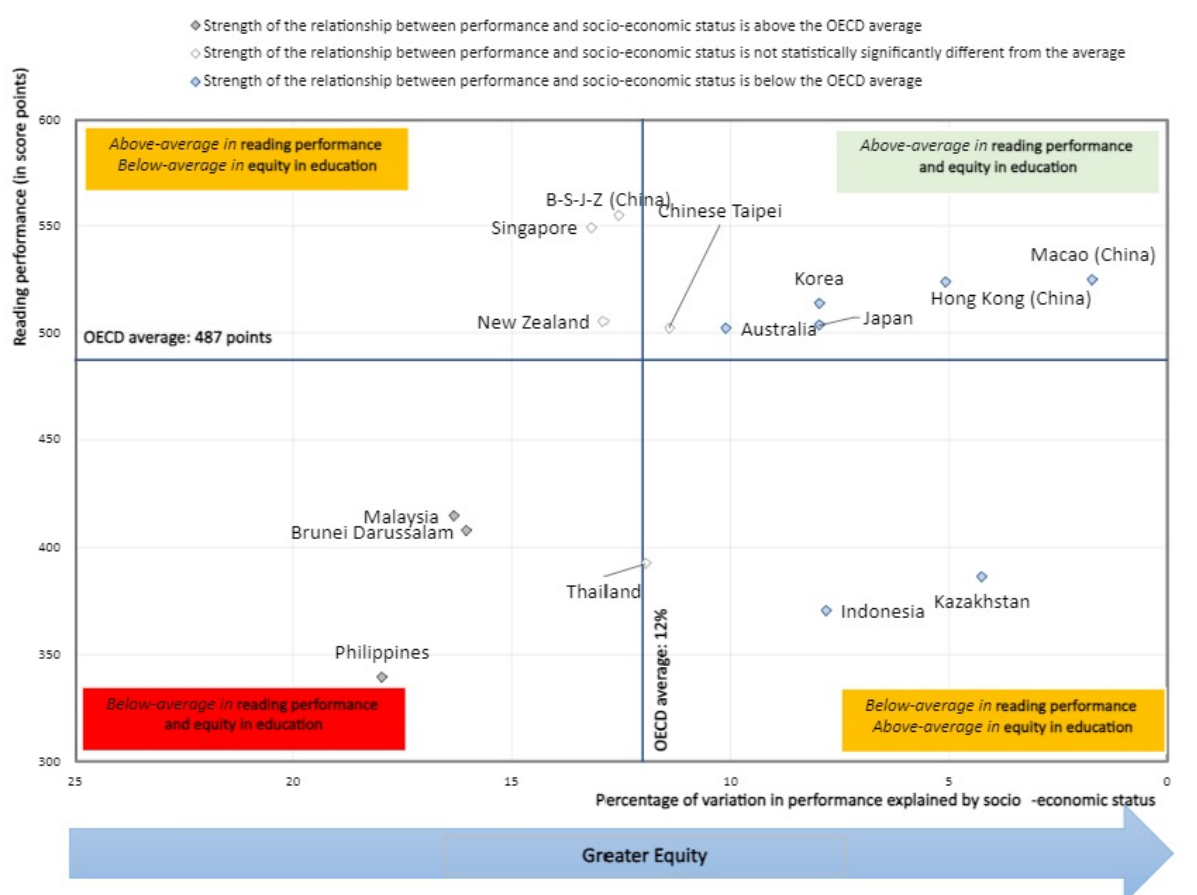 Strength of the relationship between performance and socio-economic status is above the OECD average
Strength of the relationship between performance and socio-economic status is not statistically significantly different from the average
Strength of the relationship between performance and socio-economic status is below the OECD average
Reading performance (in score points)
600
Above-average in reading performance
Below-average in equity in education
Above-average in reading performance
and equity in education
B-S-J-Z (China)
Chinese Taipei
550
Singapore
Macao (China)
Korea
Hong Kong (China)
New Zealand
Japan
Australia
500
OECD average: 487 points
450
Malaysia
Brunei Darussalam
400
Thailand
Kazakhstan
Indonesia
OECD average: 12%
350
Philippines
Below-average in reading performance
and equity in education
Below-average in reading performance
Above-average in equity in education
300
25
20
15
10
5
0
Percentage of variation in performance explained by socio -economic status
Greater Equity